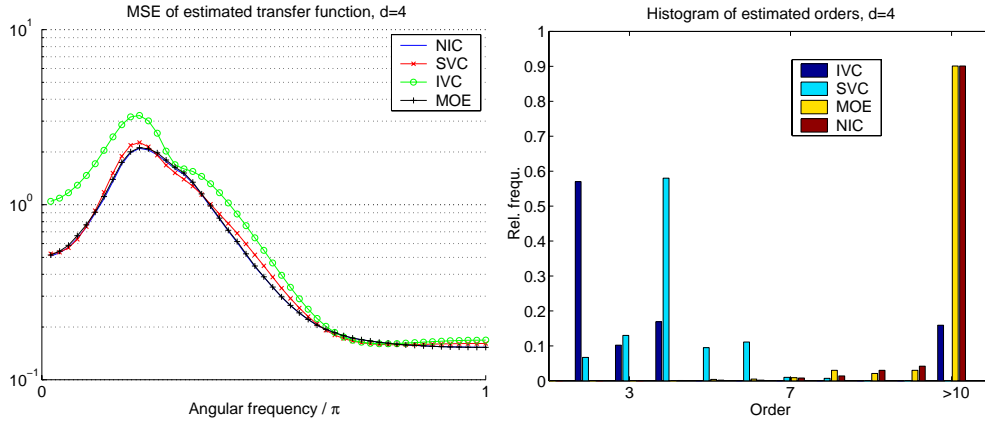 MSE of estimated transfer function, d=4
10^1
10^0
10^-1
NIC
SVC
IVC
MOE
0
1
Angular frequency / π
Histogram of estimated orders, d=4
Rel. frequ.
1
0.9
0.8
0.7
0.6
0.5
0.4
0.3
0.2
0.1
0
IVC
SVC
MOE
NIC
3
7
>10
Order